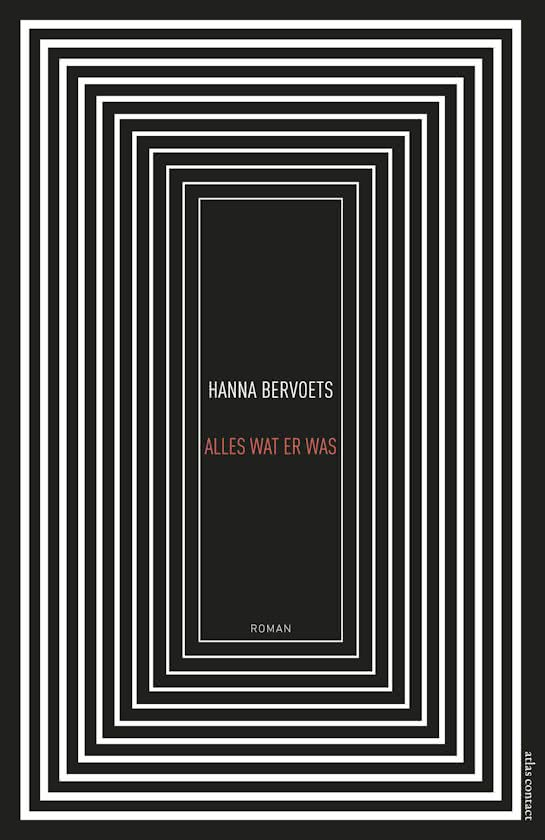 HANNA BERVOETS
ALLES WAT ER WAS
ROMAN
atlas contact